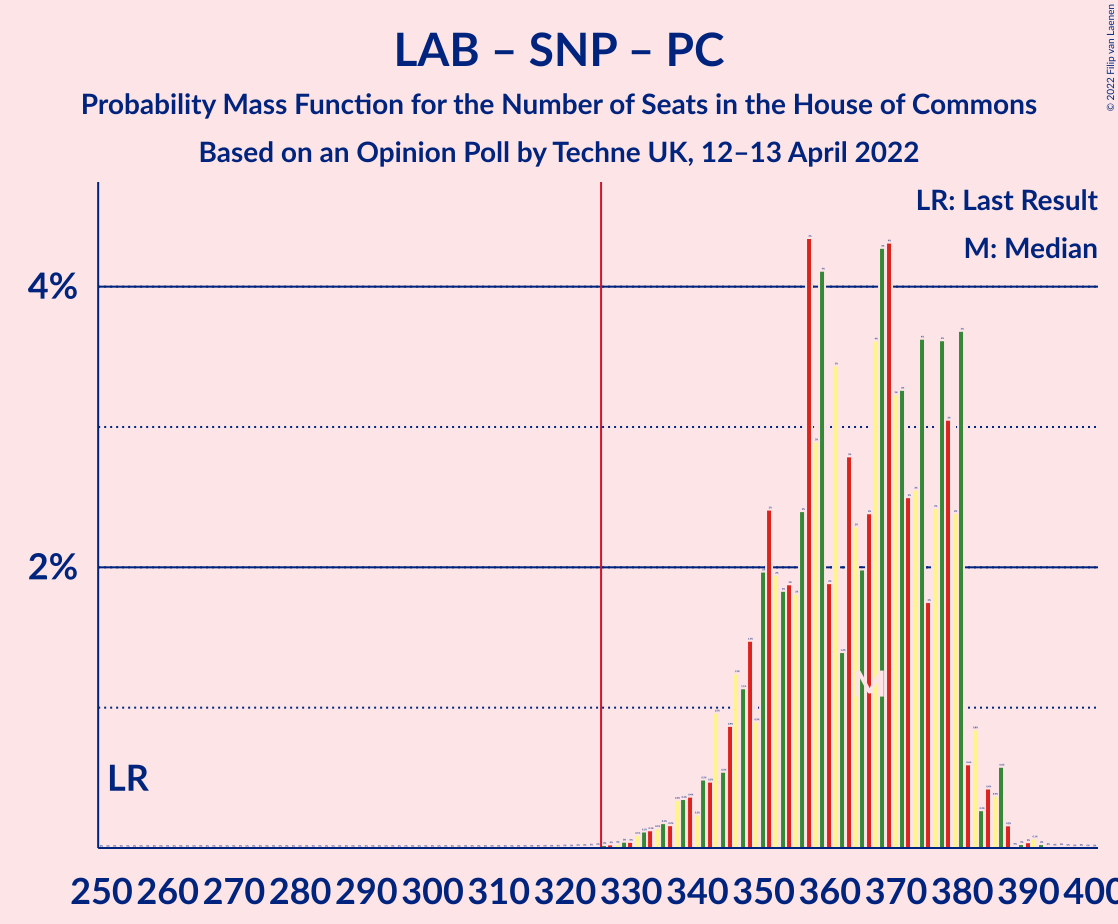 © 2022 Filip van Laenen
LAB – SNP – PC
Probability Mass Function for the Number of Seats in the House of Commons
Based on an Opinion Poll by Techne UK, 12–13 April 2022
LR: Last Result
M: Median
4%
2%
M
LR
250 260 270 280 290 300 310 320 330 340 350 360 370 380 390 400